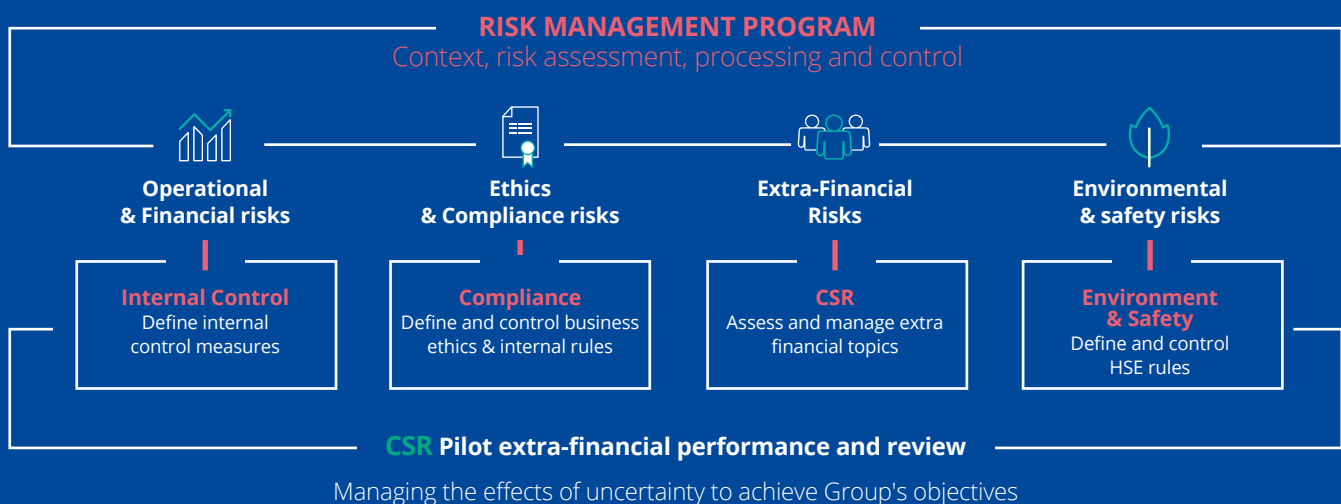 RISK MANAGEMENT PROGRAM
Context, risk assessment, processing and control
Operational
& Financial risks
Ethics
& Compliance risks
Extra-Financial
Risks
Environmental
& safety risks
Internal Control
Define internal
control measures
Compliance
Define and control business
ethics & internal rules
CSR
Assess and manage extra
financial topics
Environment
& Safety
Define and control
HSE rules
CSR Pilot extra-financial performance and review
Managing the effects of uncertainty to achieve Group's objectives